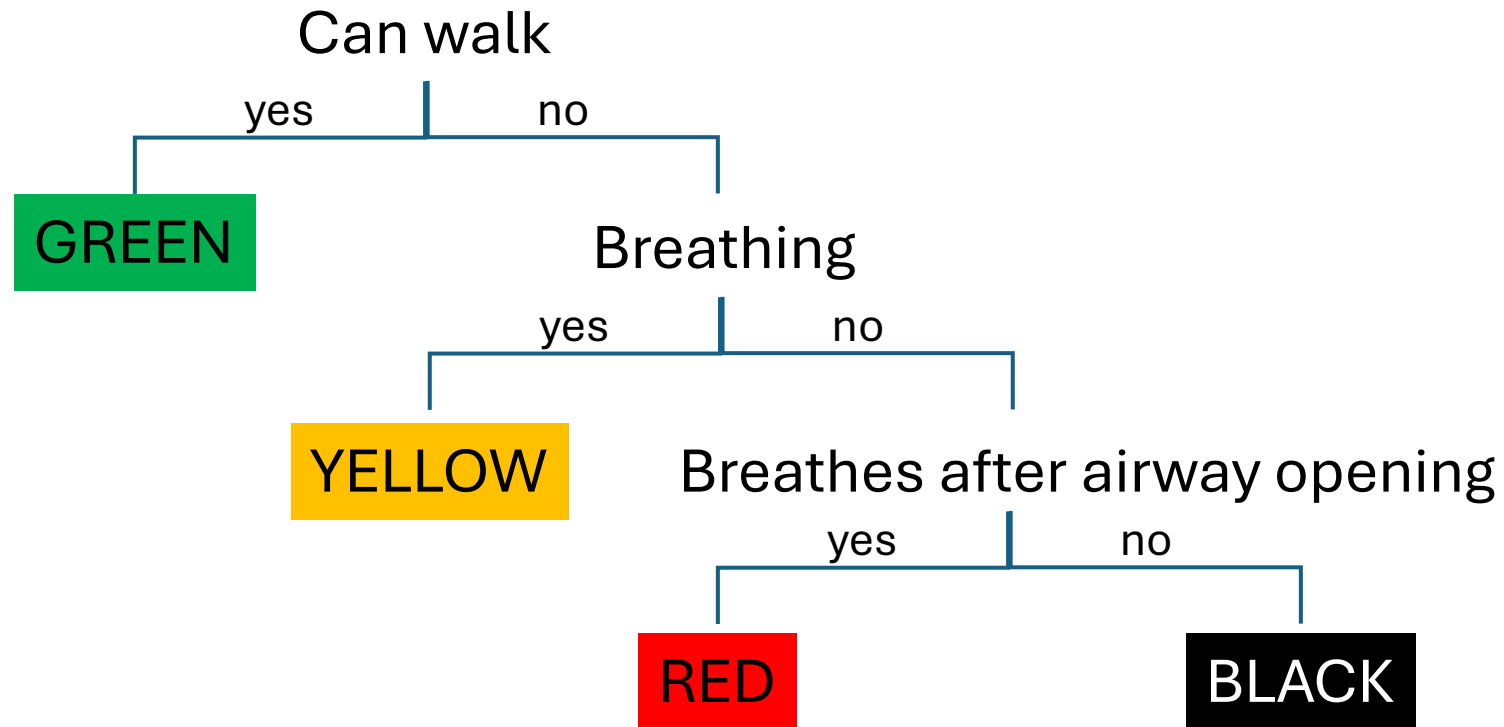 Can walk
yes
no
GREEN
Breathing
yes
no
YELLOW
Breathes after airway opening
yes
no
RED
BLACK